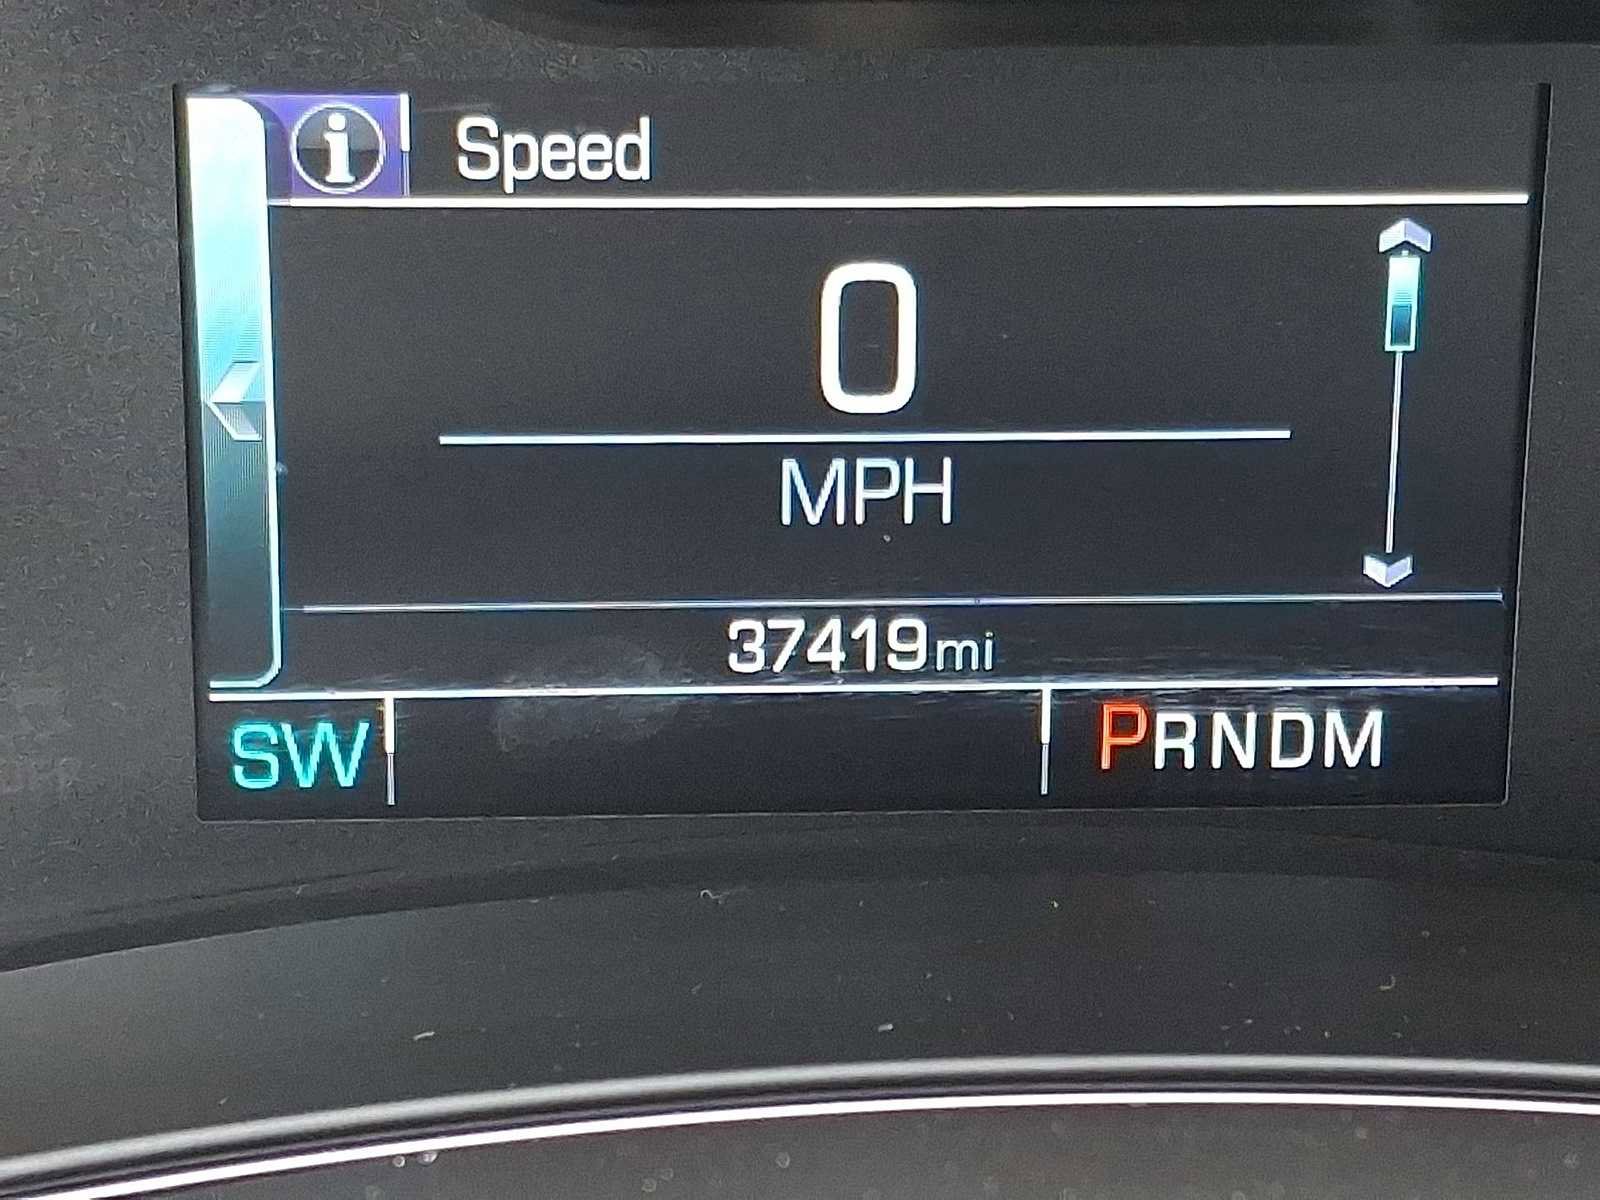 i Speed
0
MPH
37419mi
SW PRNDM